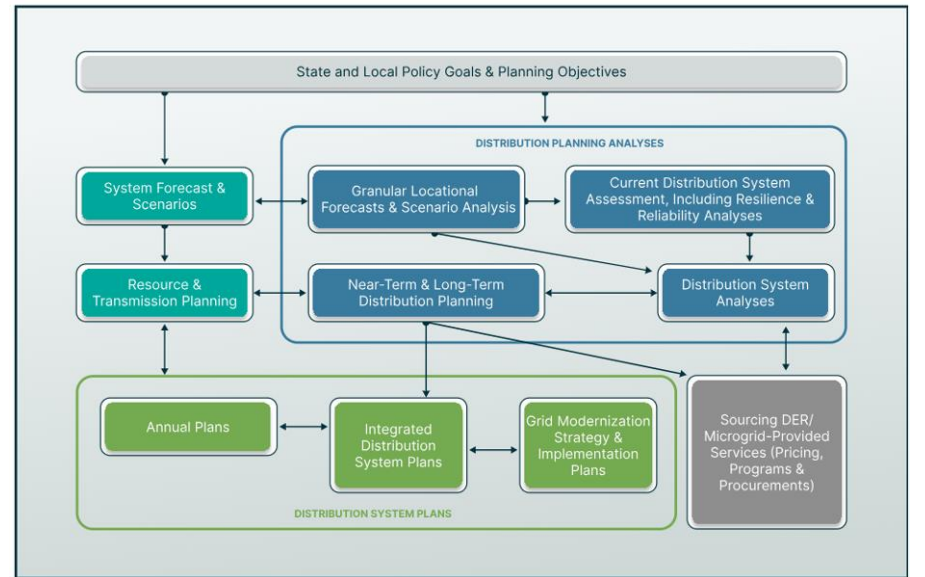 State and Local Policy Goals & Planning Objectives
DISTRIBUTION PLANNING ANALYSES
System Forecast &
Scenarios
Granular Locational
Forecasts & Scenario Analysis
Current Distribution System
Assessment, Including Resilience &
Reliability Analyses
Resource &
Transmission Planning
Near-Term & Long-Term
Distribution Planning
Distribution System
Analyses
Annual Plans
Integrated
Distribution
System Plans
Grid Modernization
Strategy &
Implementation
Plans
Sourcing DER/
Microgrid-Provided
Services (Pricing,
Programs &
Procurements)
DISTRIBUTION SYSTEM PLANS